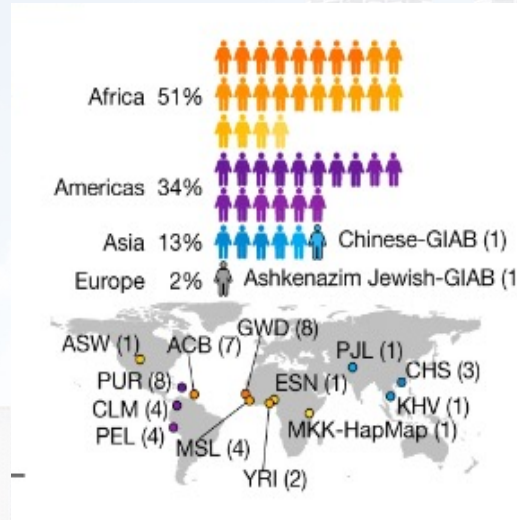 Africa 51%
Americas 34%
Asia 13% Chinese-GIAB (1)
Europe 2% Ashkenazim Jewish-GIAB (1
GWD (8)
ASW (1) ACB (7)
PJL (1)
PUR (8) ESN (1) CHS (3)
CLM (4) KHV (1)
PEL (4) MSL (4) MKK-HapMap (1)
YRI (2)